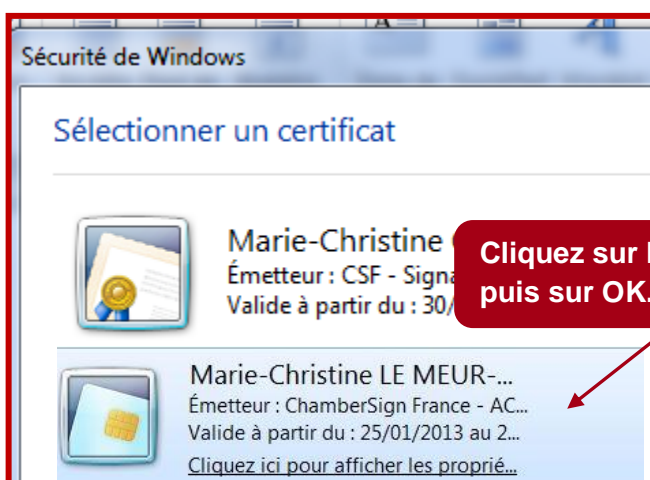 Sécurité de Windows
Sélectionner un certificat
Marie-Christine
Émetteur : CSF - Signa
Valide à partir du : 30/
Cliquez sur
puis sur OK.
Marie-Christine LE MEUR-...
Émetteur : ChamberSign France - AC...
Valide à partir du : 25/01/2013 au 2...
Cliquez ici pour afficher les proprié...